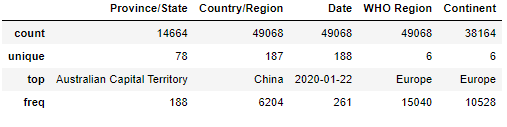 Province/State Country/Region Date WHO Region Continent
count 14664 49068 49068 49068 38164
unique 78 187 188 6 6
top Australian Capital Territory China 2020-01-22 Europe Europe
freq 188 6204 261 15040 10528